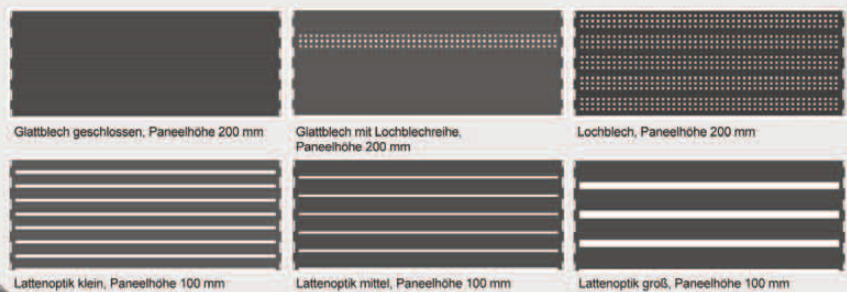 Glattblech geschlossen, Paneelhöhe 200 mm
Glattblech mit Lochblechreihe,
Paneelhöhe 200 mm
Lochblech, Paneelhöhe 200 mm
Lattenoptik klein, Paneelhöhe 100 mm
Lattenoptik mittel, Paneelhöhe 100 mm
Lattenoptik groß, Paneelhöhe 100 mm